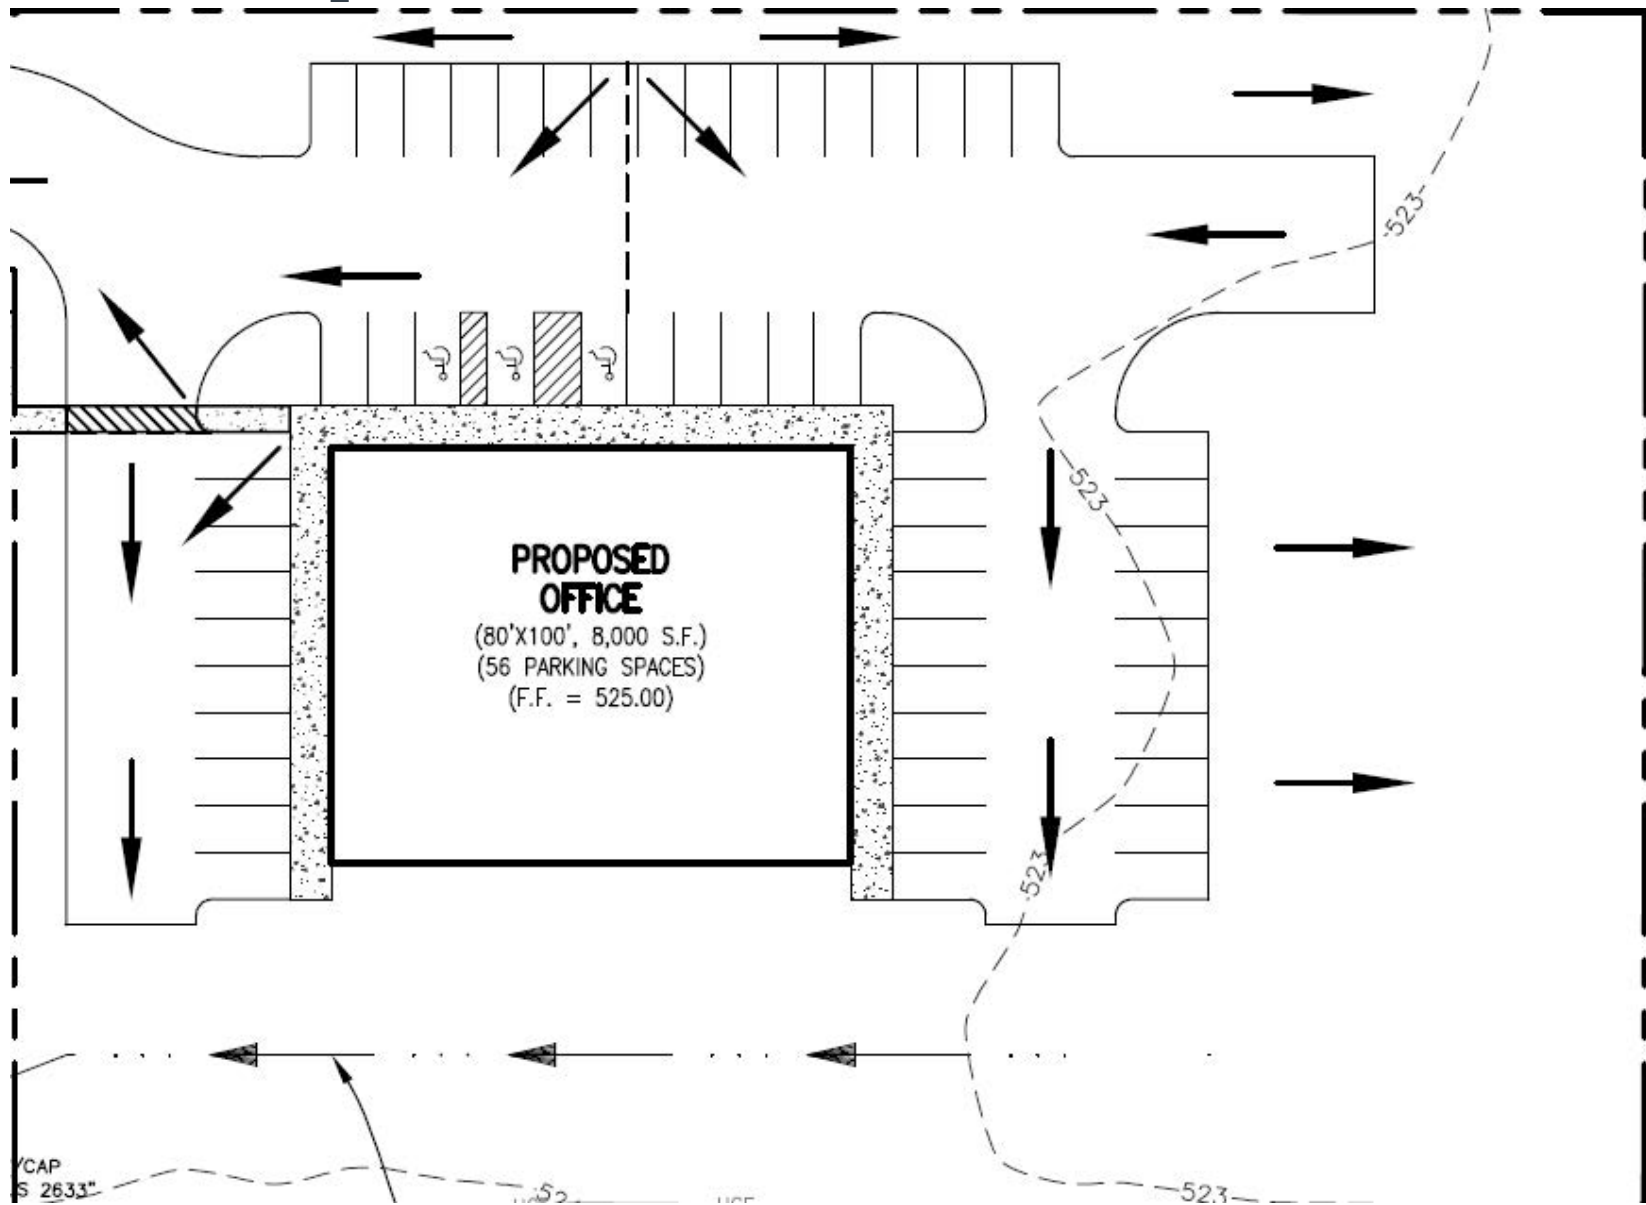 -523-
523
PROPOSED
OFFICE
(80'X100', 8,000 S.F.)
(56 PARKING SPACES)
(F.F. = 525.00)
-523
/CAP
S 2633"
-523